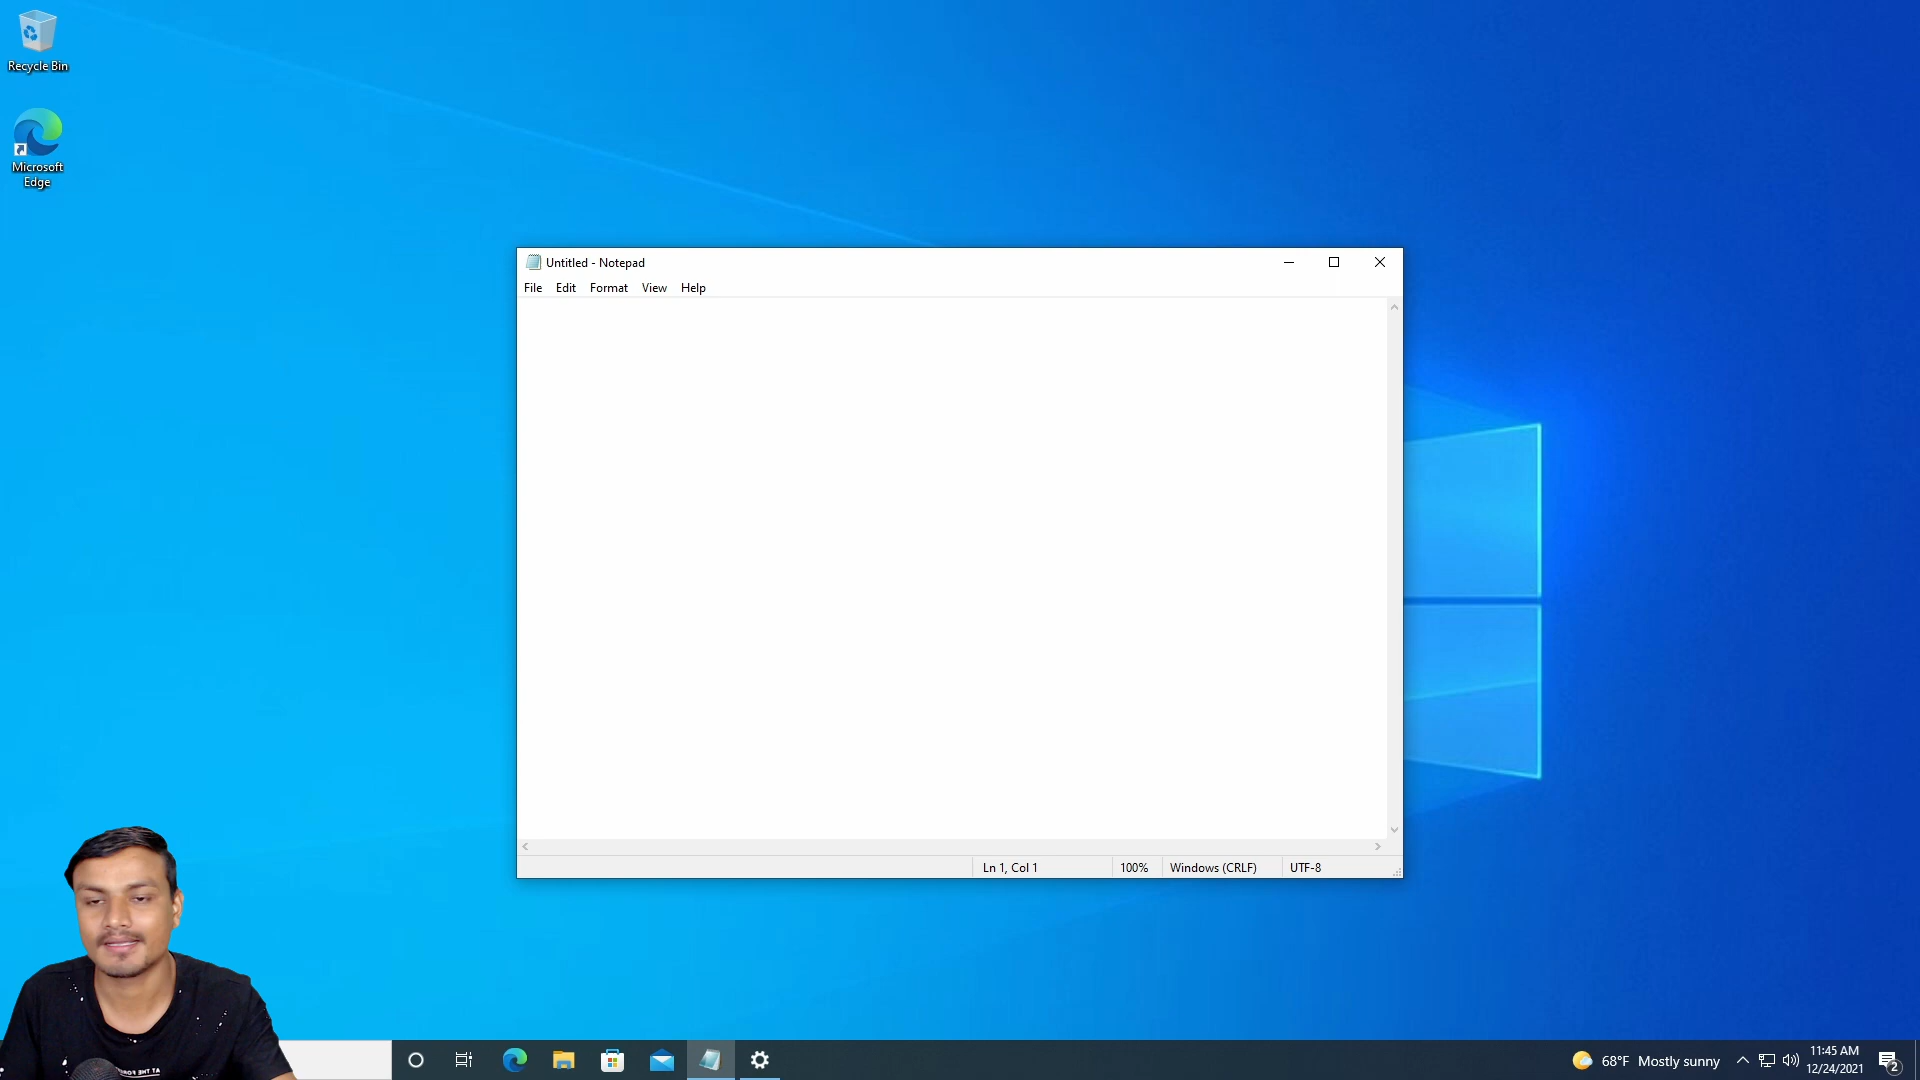 Recycle Bin
Microsoft
Edge
Untitled - Notepad
File Edit Format View Help
Ln 1, Col 1 100% Windows (CRLF) UTF-8
68°F Mostly sunny
11:45 AM
12/24/2021
2